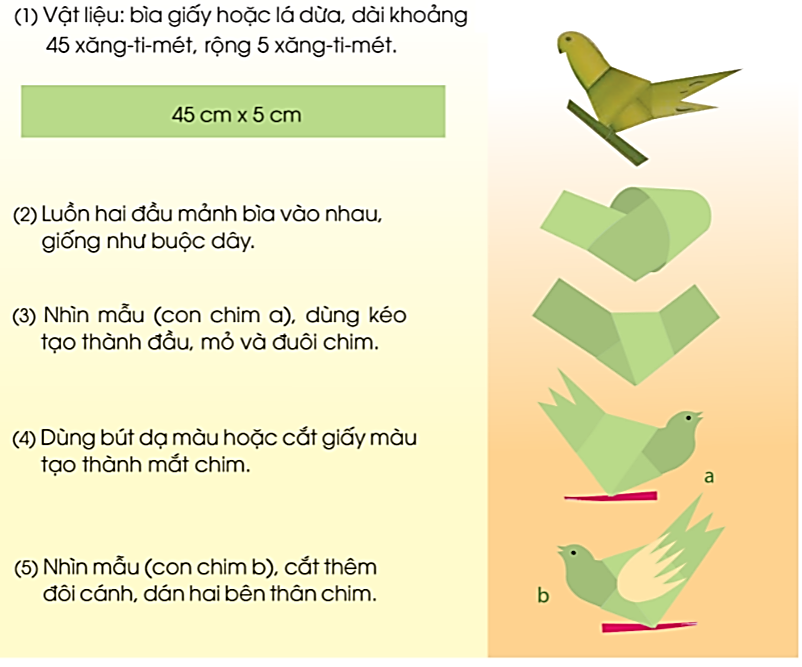 (1) Vật liệu: bìa giấy hoặc lá dừa, dài khoảng
45 xăng-ti-mét, rộng 5 xăng-ti-mét.
45 cm x 5 cm
(2) Luồn hai đầu mảnh bìa vào nhau,
giống như buộc dây.
(3) Nhìn mẫu (con chim a), dùng kéo
tạo thành đầu, mỏ và đuôi chim.
(4) Dùng bút dạ màu hoặc cắt giấy màu
tạo thành mắt chim.
a
(5) Nhìn mẫu (con chim b), cắt thêm
đôi cánh, dán hai bên thân chim.
b